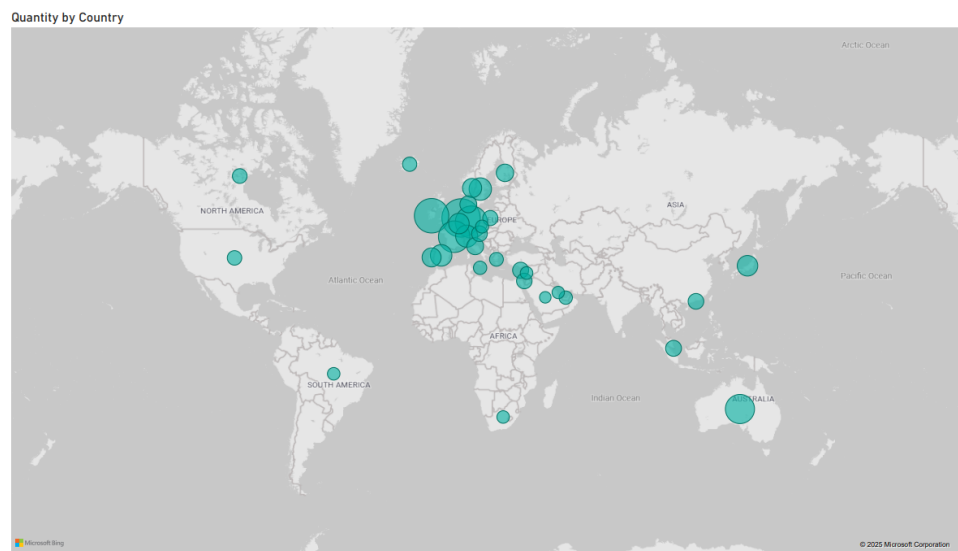 Quantity by Country
Arctic Ocean
NORTH AMERICA
ASIA
EUROPE
Atlantic Ocean
Pacific Ocean
AFRICA
SOUTH AMERICA
Indian Ocean
AUSTRALIA
Microsoft Bing
© 2025 Microsoft Corporation